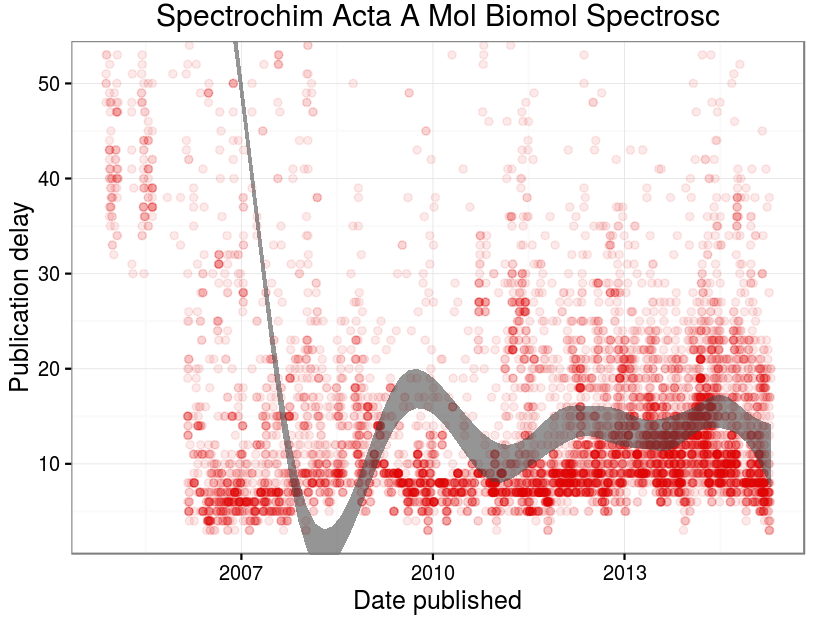 Spectrochim Acta A Mol Biomol Spectrosc
Publication delay
50
40
30
20
10
2007 2010 2013
Date published